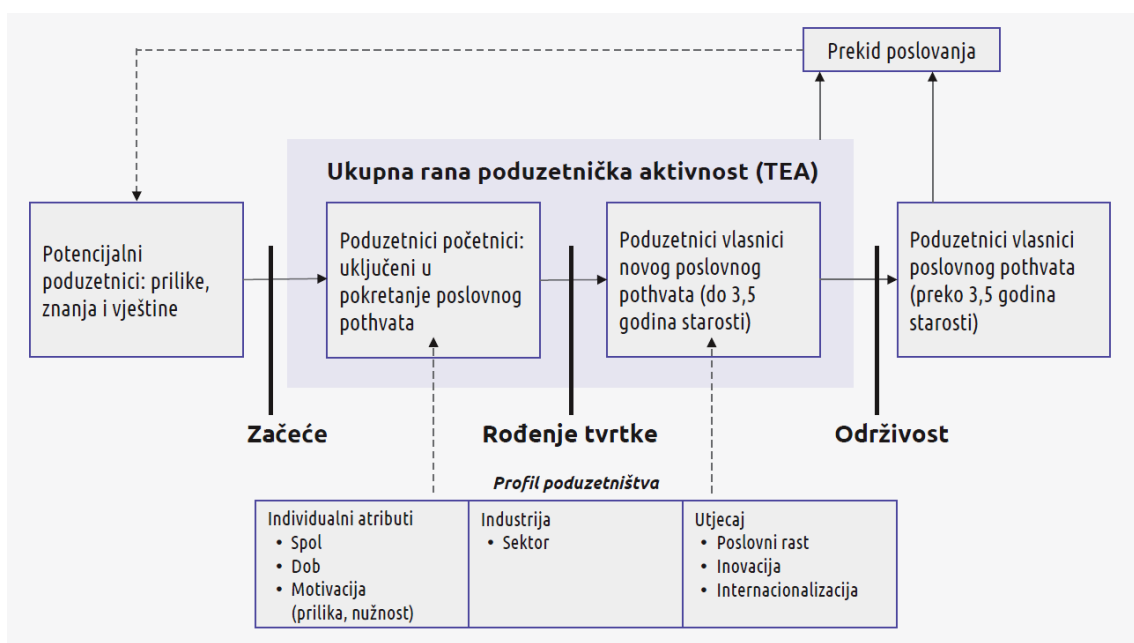 Prekid poslovanja
Ukupna rana poduzetnička aktivnost (TEA)
Potencijalni
poduzetnici: prilike,
znanja i vještine
Poduzetnici početnici:
uključeni u
pokretanje poslovnog
pothvata
Poduzetnici vlasnici
novog poslovnog
pothvata (do 3,5
godina starosti)
Poduzetnici vlasnici
poslovnog pothvata
(preko 3,5 godina
starosti)
Začeće
Rođenje tvrtke
Održivost
Profil poduzetništva
Individualni atributi
• Spol
• Dob
• Motivacija
(prilika, nužnost)
Industrija
• Sektor
Utjecaj
• Poslovni rast
• Inovacija
• Internacionalizacija